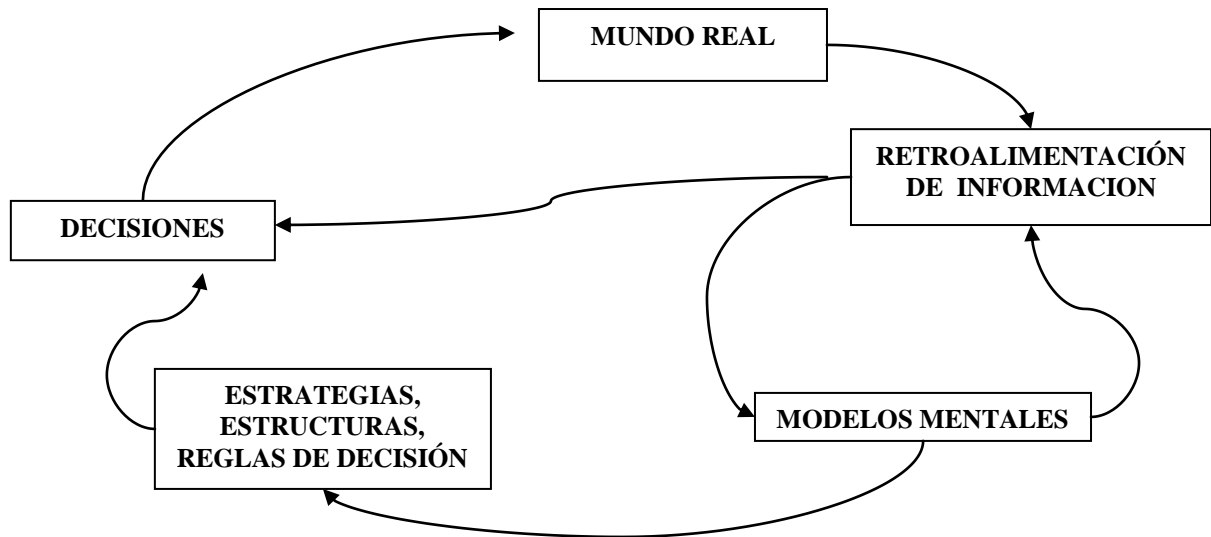 MUNDO REAL
RETROALIMENTACIÓN
DE INFORMACION
DECISIONES
ESTRATEGIAS,
ESTRUCTURAS,
REGLAS DE DECISIÓN
MODELOS MENTALES